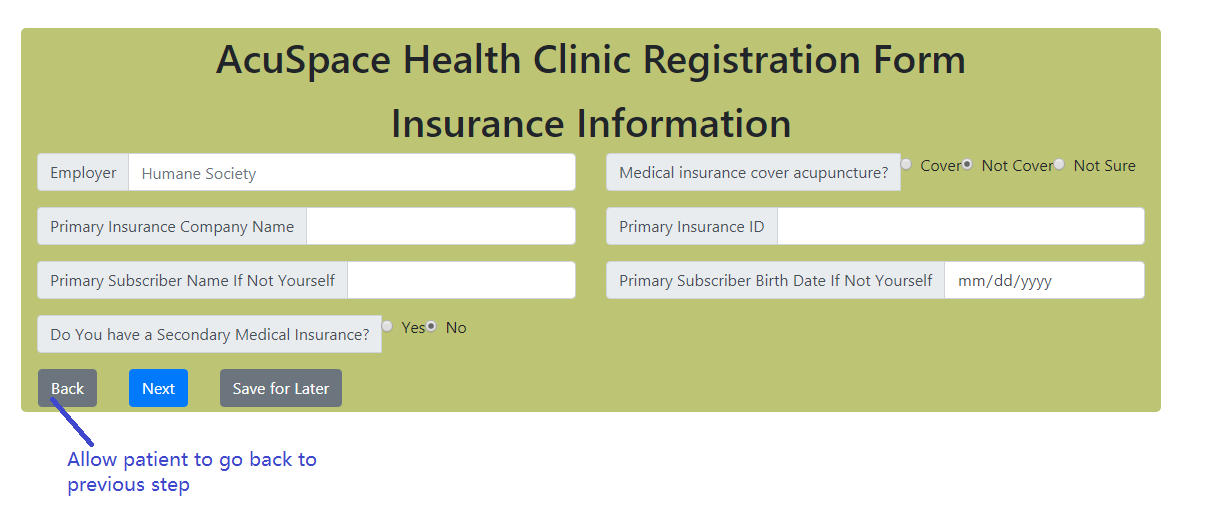 AcuSpace Health Clinic Registration Form
Insurance Information
Employer Humane Society Medical insurance cover acupuncture? Cover Not Cover Not Sure
Primary Insurance Company Name Primary Insurance ID
Primary Subscriber Name If Not Yourself Primary Subscriber Birth Date If Not Yourself mm/dd/yyyy
Do You have a Secondary Medical Insurance? Yes No
Back Next Save for Later
Allow patient to go back to
previous step